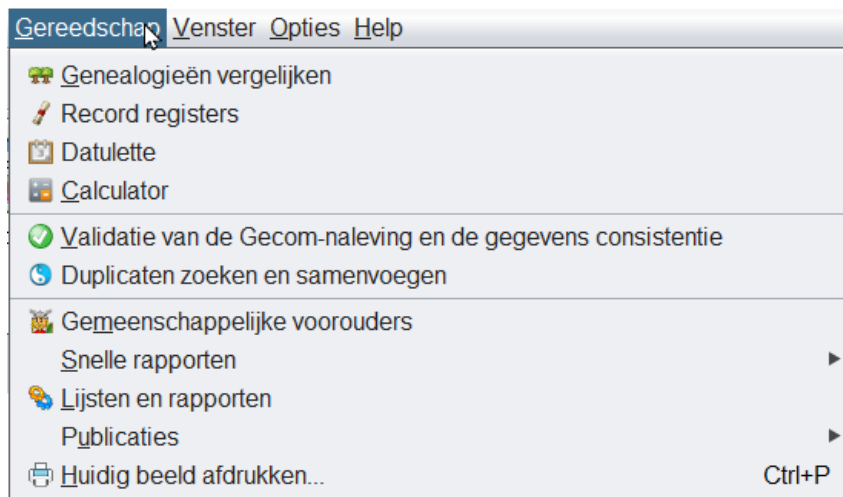 Gereedschap Venster Opties Help
Genealogieën vergelijken
Record registers
Datulette
Calculator
Validatie van de Gecom-naleving en de gegevens consistentie
Duplicaten zoeken en samenvoegen
Gemeenschappelijke voorouders
Snelle rapporten
Lijsten en rapporten
Publicaties
Huidig beeld afdrukken... Ctrl+P